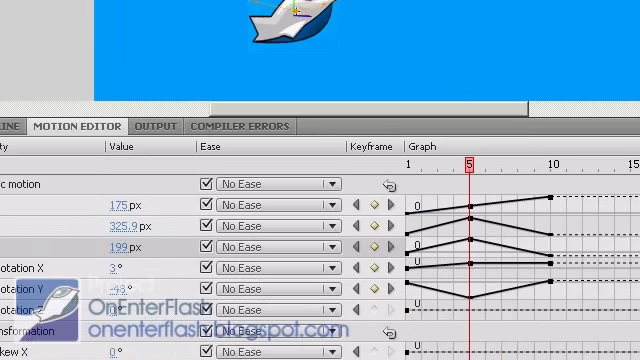 INE MOTION EDITOR OUTPUT COMPILER ERRORS
ty Value Ease Keyframe Graph
1 5 10 15
c motion No Ease
175 px No Ease 0
325.9 px No Ease 0
199 px No Ease 0
otation X 3° No Ease 0
Project
otation Y -43° No Ease
OnEnterFlash
otation Z 0° No Ease 0
onenterflash.blogspot.com
nsformation No Ease
kew X 0° No Ease 0